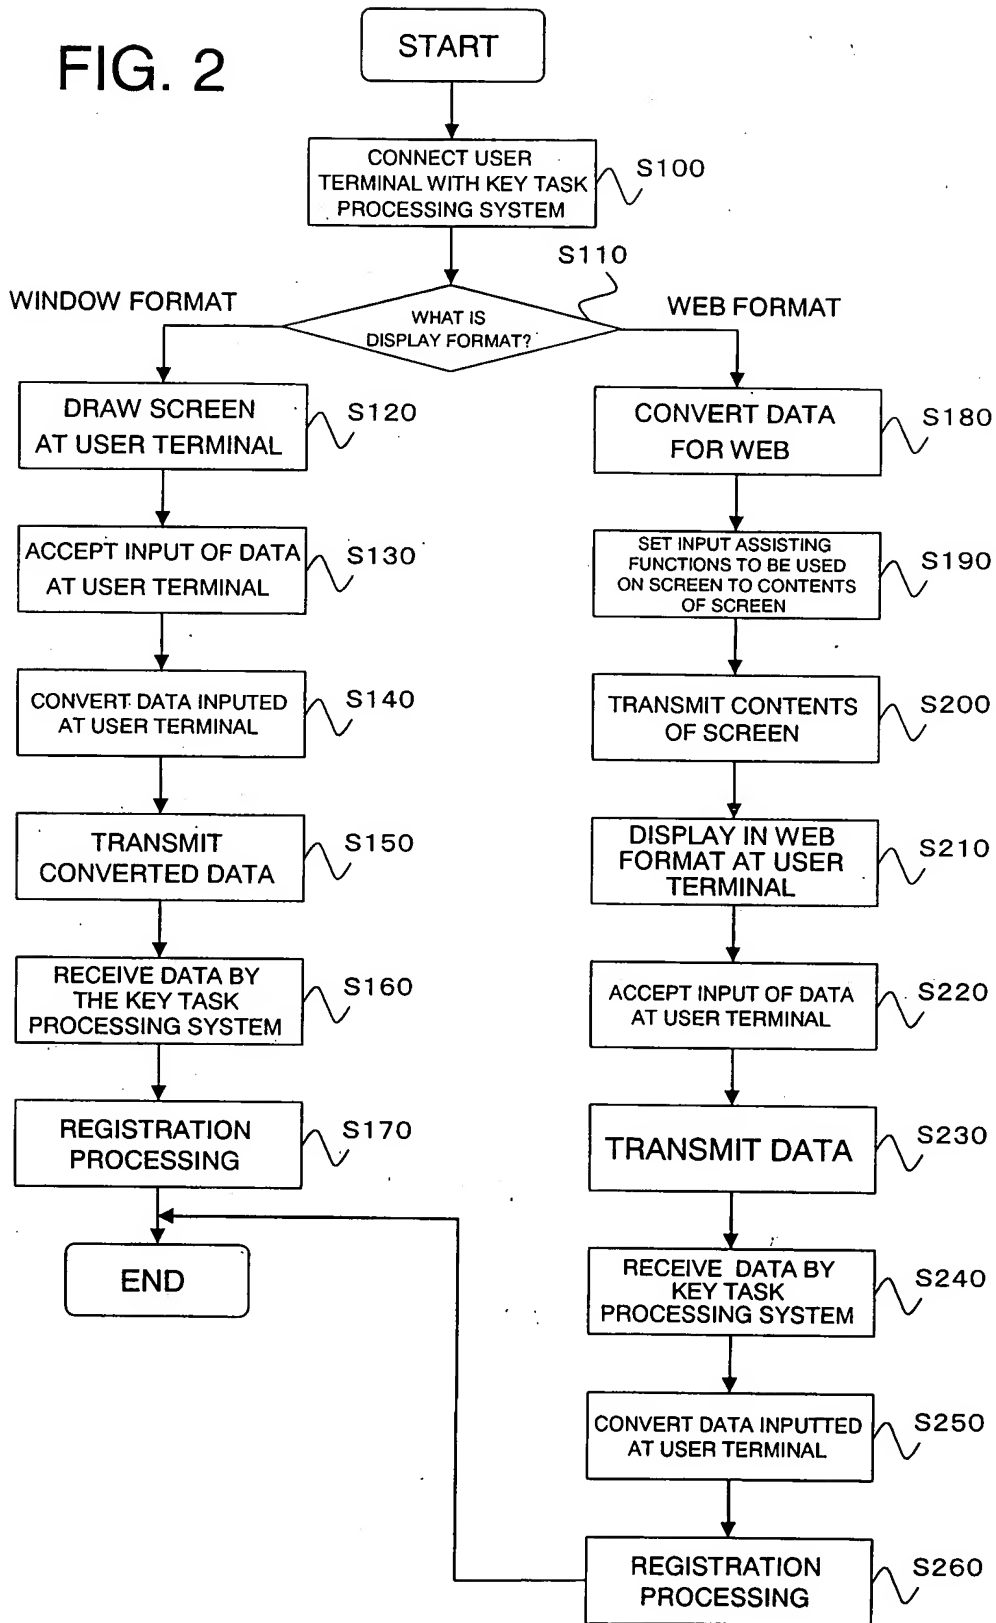 FIG. 2
START
CONNECT USER
TERMINAL WITH KEY TASK
PROCESSING SYSTEM
S100
S110
WINDOW FORMAT
WHAT IS
DISPLAY FORMAT?
WEB FORMAT
DRAW SCREEN
AT USER TERMINAL
S120
ACCEPT INPUT OF DATA
AT USER TERMINAL
S130
CONVERT DATA INPUTED
AT USER TERMINAL
S140
TRANSMIT
CONVERTED DATA
S150
RECEIVE DATA BY
THE KEY TASK
PROCESSING SYSTEM
S160
REGISTRATION
PROCESSING
S170
END
CONVERT DATA
FOR WEB
S180
SET INPUT ASSISTING
FUNCTIONS TO BE USED
ON SCREEN TO CONTENTS
OF SCREEN
S190
TRANSMIT CONTENTS
OF SCREEN
S200
DISPLAY IN WEB
FORMAT AT USER
TERMINAL
S210
ACCEPT INPUT OF DATA
AT USER TERMINAL
S220
TRANSMIT DATA
S230
RECEIVE DATA BY
KEY TASK
PROCESSING SYSTEM
S240
CONVERT DATA INPUTTED
AT USER TERMINAL
S250
REGISTRATION
PROCESSING
S260